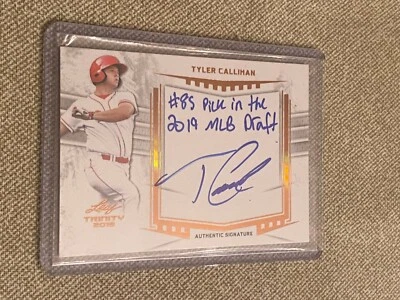 TYLER CALLIHAN
#85 Pick in the
2019 MLB Draft
AUTHENTIC SIGNATURE
Leaf
TRINITY